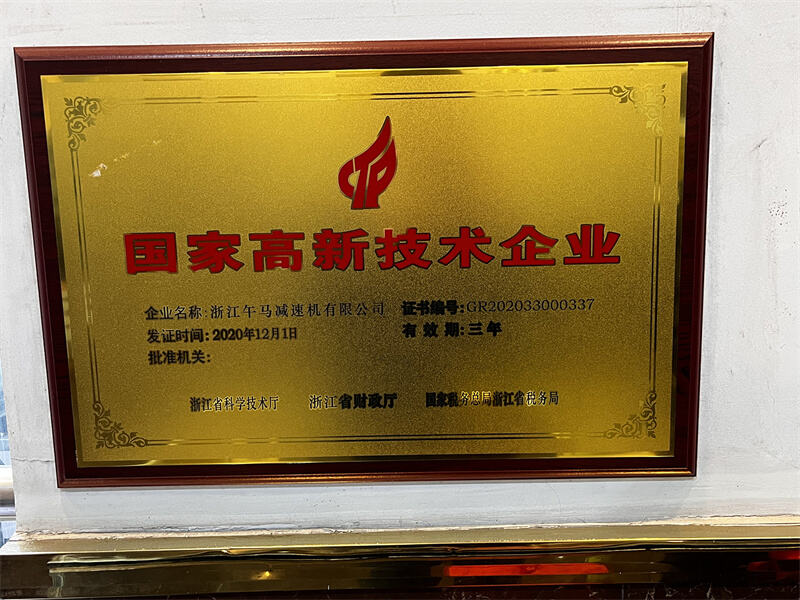 CTP
国家高新技术企业
企业名称:浙江午马减速机有限公司 证书编号:GR202033000337
发证时间:2020年12月1日 有 效 期:三年
批准机关:
浙江省科学技术厅 浙江省财政厅 国家税务总局浙江省税务局